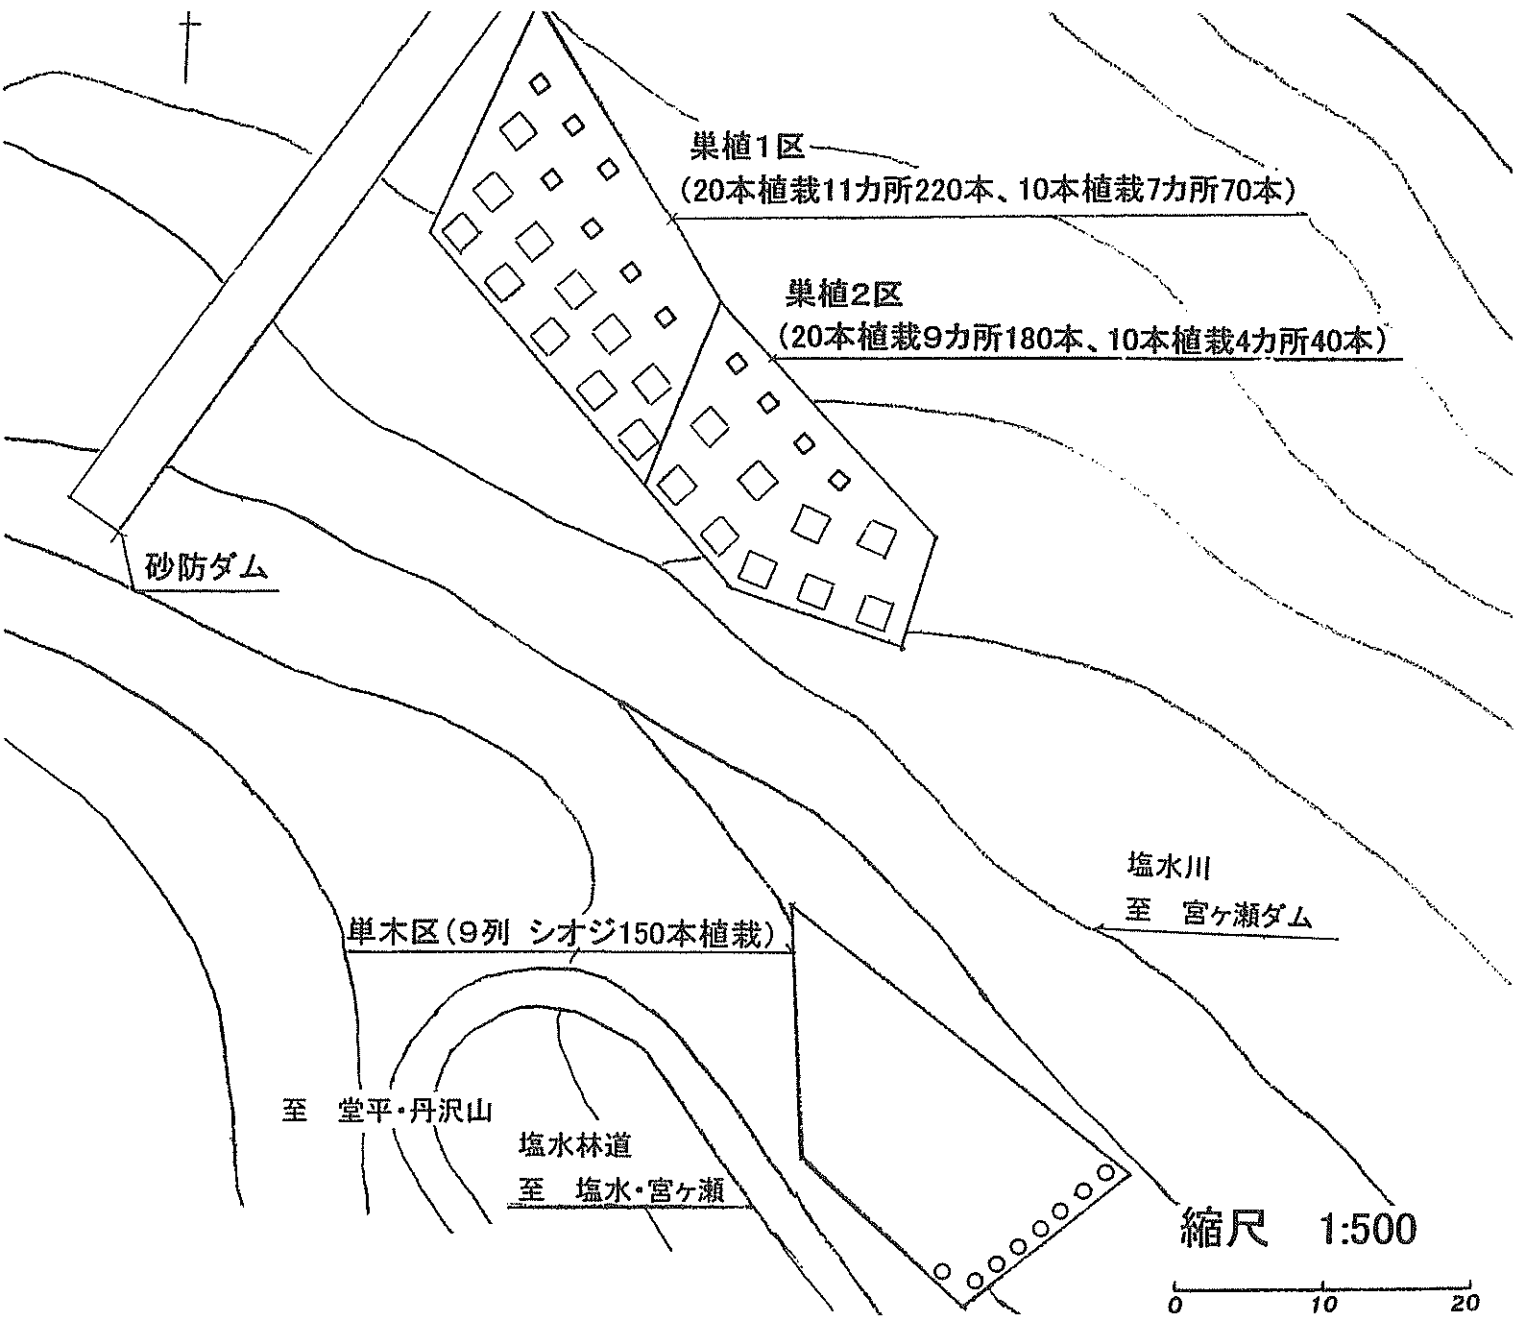 巣植1区
(20本植栽11カ所220本、10本植栽7カ所70本)
巣植2区
(20本植栽9カ所180本、10本植栽4カ所40本)
砂防ダム
塩水川
至　宮ヶ瀬ダム
単木区(9列 シオジ150本植栽)
至　堂平・丹沢山
塩水林道
至　塩水・宮ヶ瀬
縮尺　1:500
0 10 20